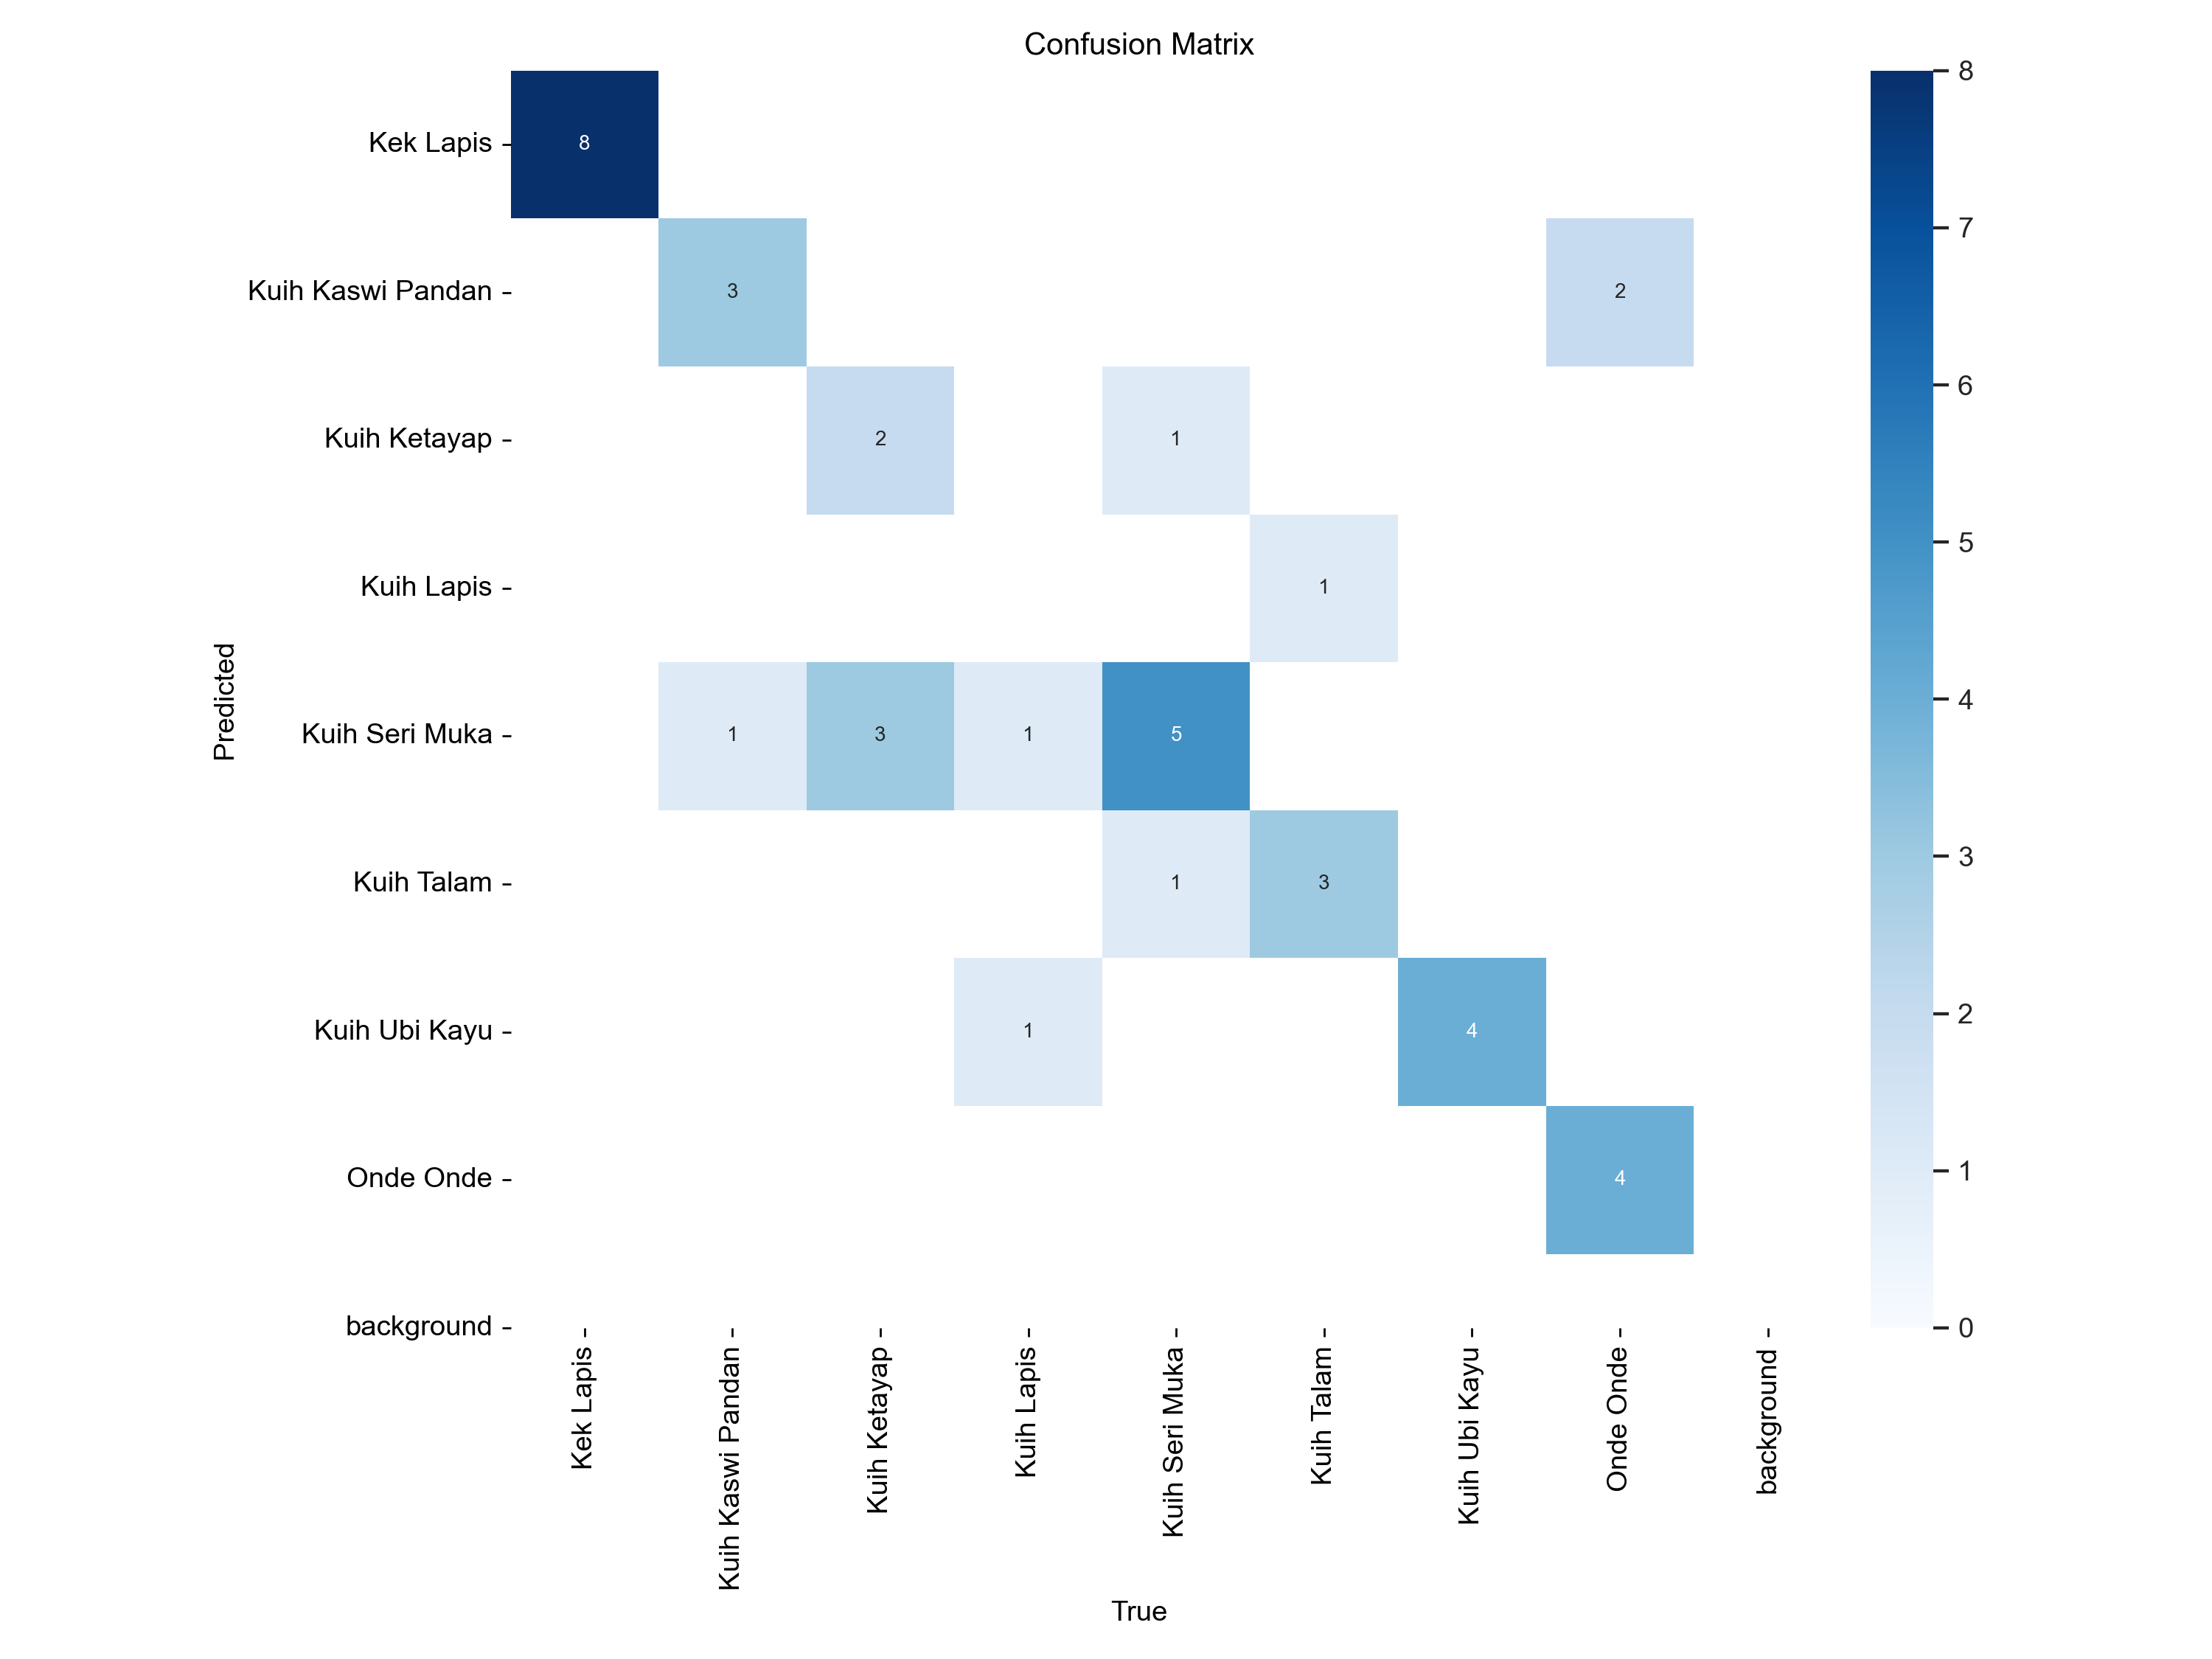 Confusion Matrix
Kek Lapis
8
Kuih Kaswi Pandan
3
2
Kuih Ketayap
2
1
Kuih Lapis
1
Kuih Seri Muka
1
3
1
5
Kuih Talam
1
3
Kuih Ubi Kayu
1
4
Onde Onde
4
background
Predicted
Kek Lapis
Kuih Kaswi Pandan
Kuih Ketayap
Kuih Lapis
Kuih Seri Muka
Kuih Talam
Kuih Ubi Kayu
Onde Onde
background
True
8
7
6
5
4
3
2
1
0